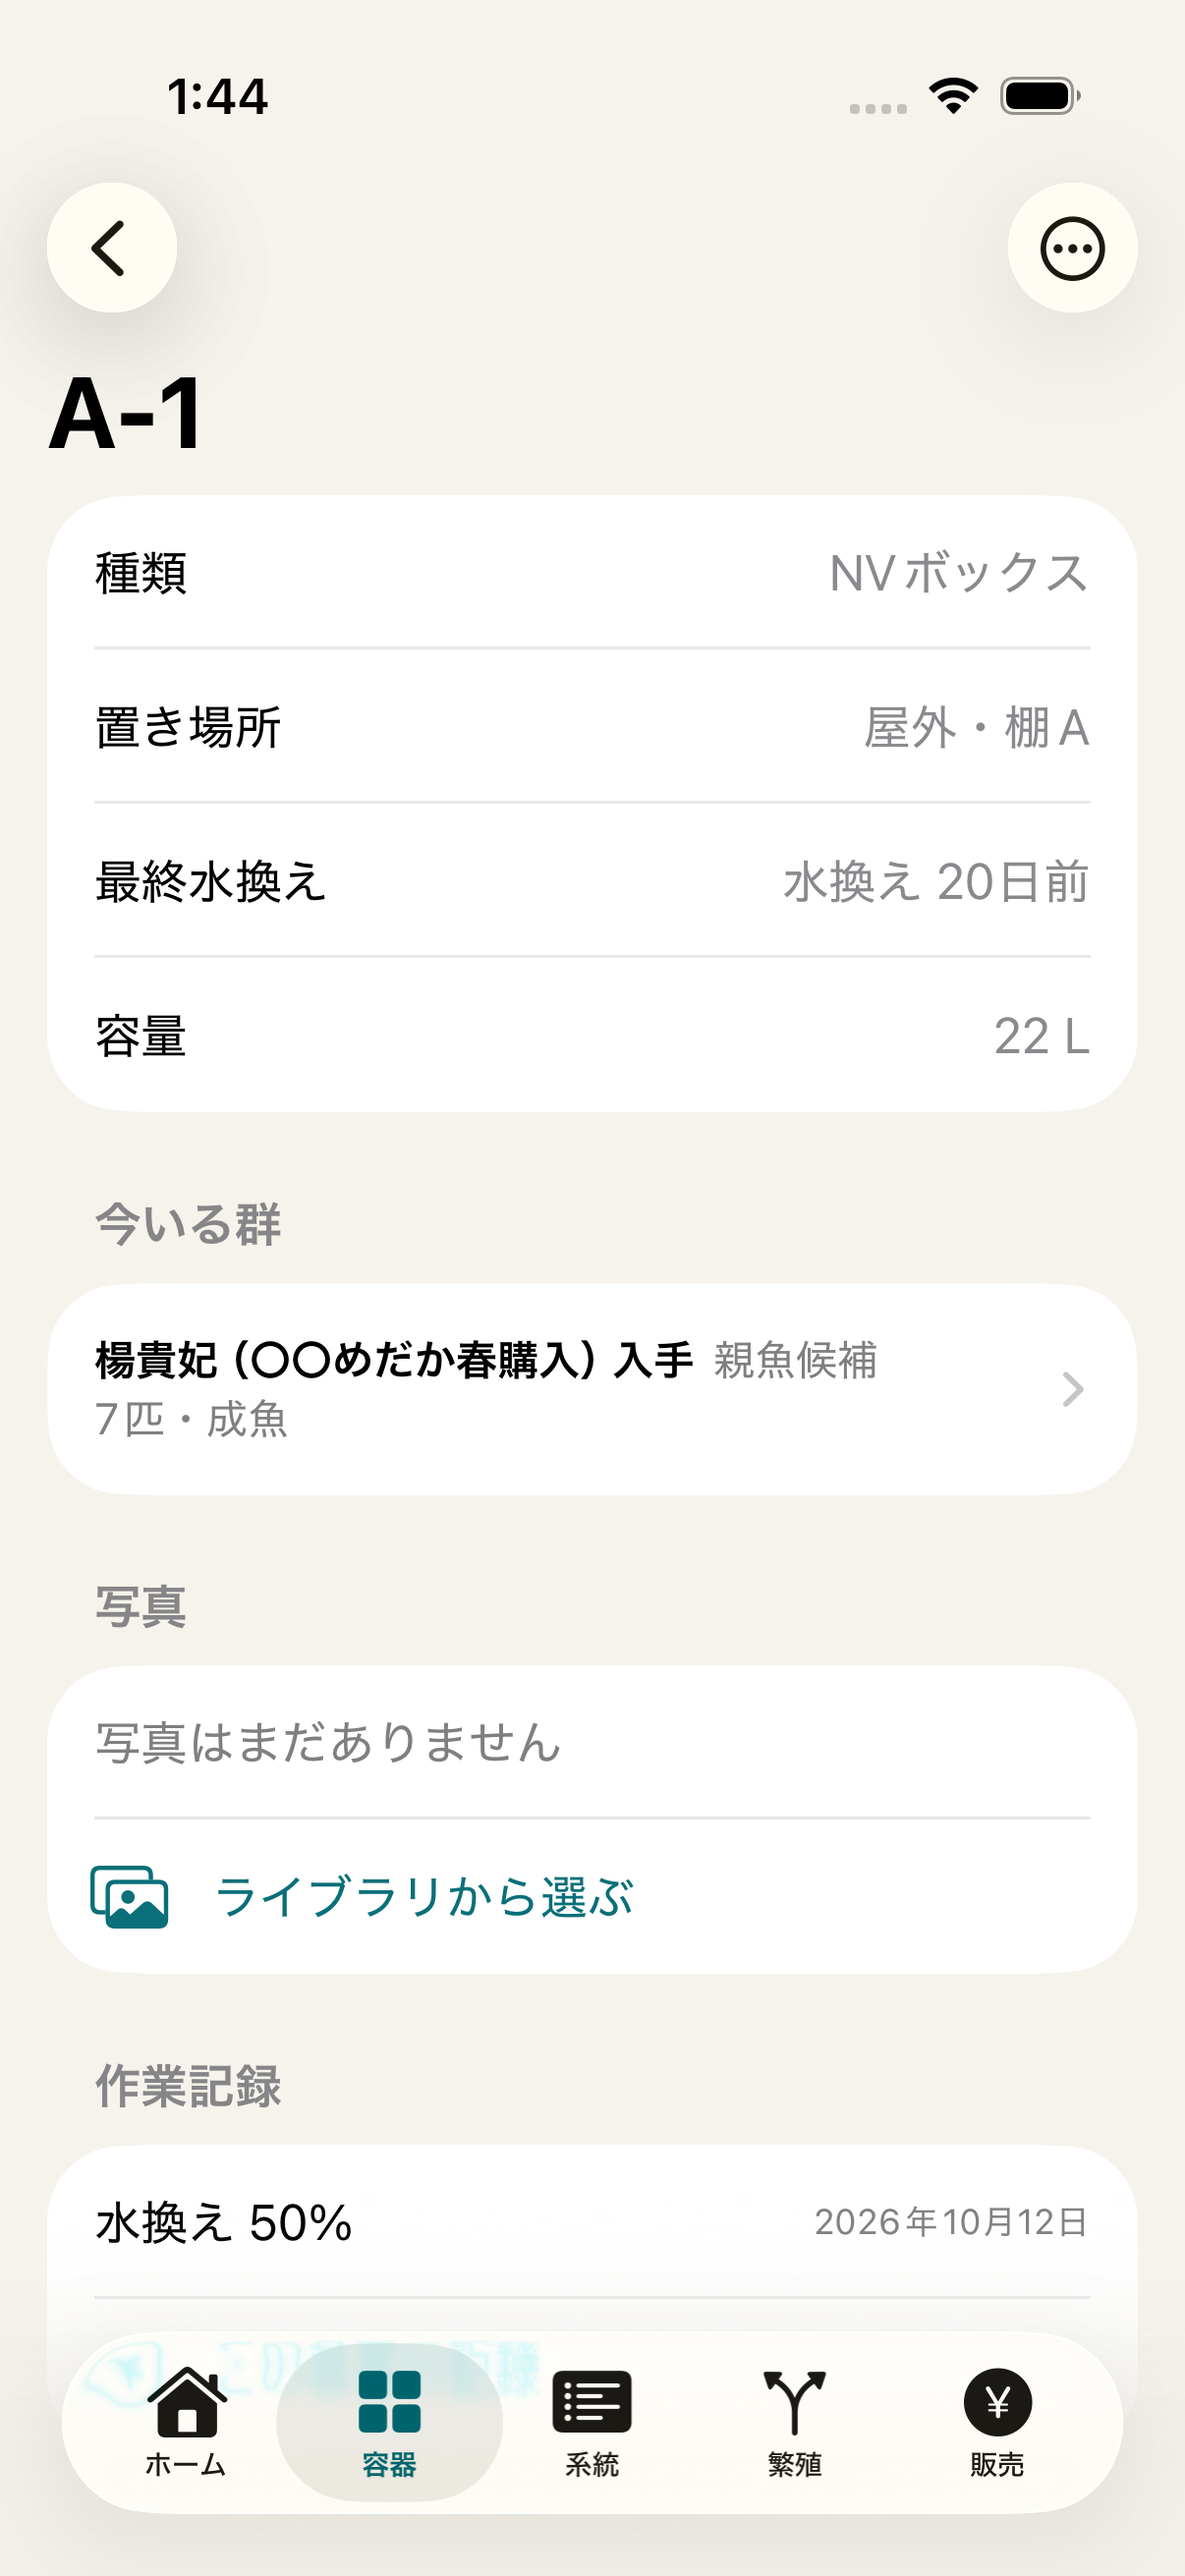 1:44
A-1
種類 NVボックス
置き場所 屋外・棚A
最終水換え 水換え 20日前
容量 22 L
今いる群
楊貴妃（〇〇めだか春購入）入手 親魚候補
7匹・成魚
写真
写真はまだありません
ライブラリから選ぶ
作業記録
水換え 50% 2026年10月12日
ホーム 容器 系統 繁殖 販売